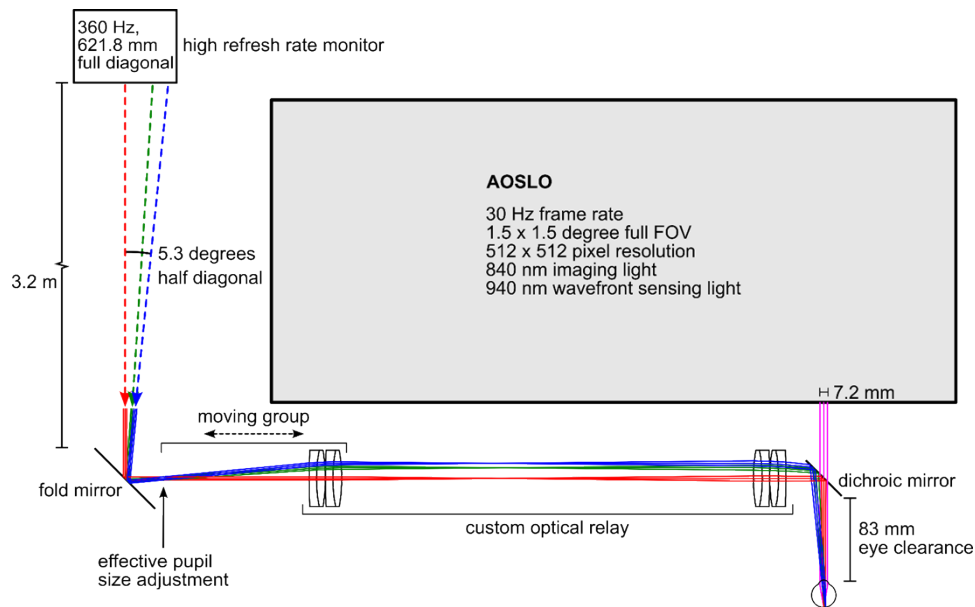 360 Hz,
621.8 mm
full diagonal
high refresh rate monitor
5.3 degrees
half diagonal
3.2 m
AOSLO
30 Hz frame rate
1.5 x 1.5 degree full FOV
512 x 512 pixel resolution
840 nm imaging light
940 nm wavefront sensing light
7.2 mm
moving group
fold mirror
dichroic mirror
custom optical relay
83 mm
eye clearance
effective pupil
size adjustment